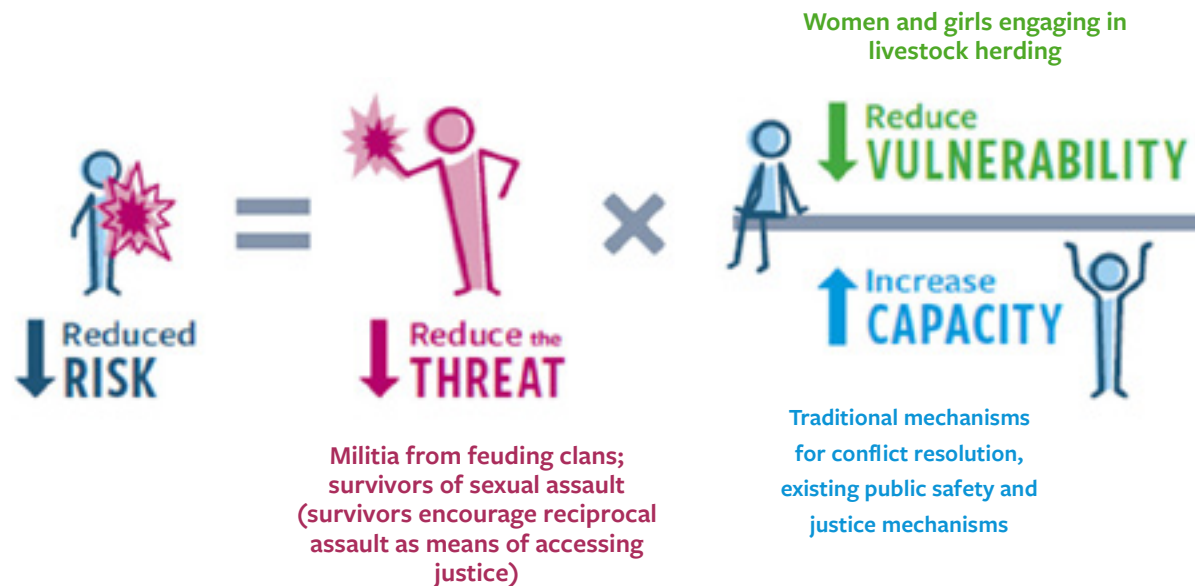 Women and girls engaging in
livestock herding
Reduce
VULNERABILITY
Increase
CAPACITY
Reduced
RISK
=
Reduce the
THREAT
×
Traditional mechanisms
for conflict resolution,
existing public safety and
justice mechanisms
Militia from feuding clans;
survivors of sexual assault
(survivors encourage reciprocal
assault as means of accessing
justice)